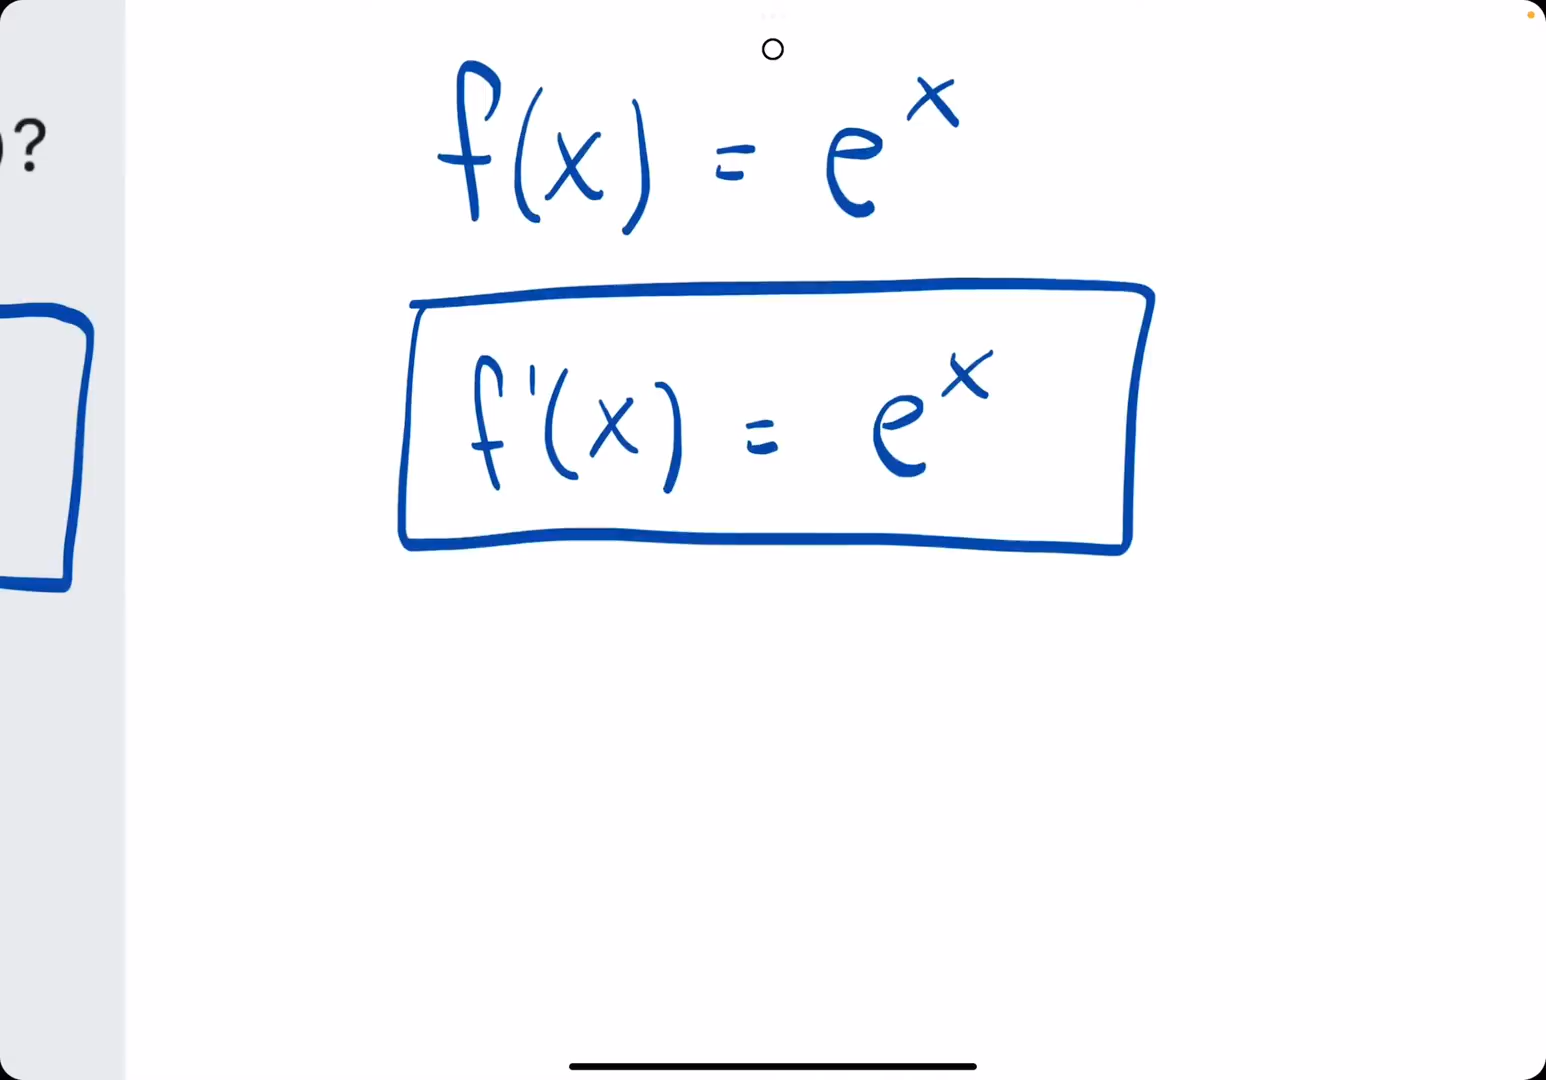 )?
f(x) = e^x
f'(x) = e^x